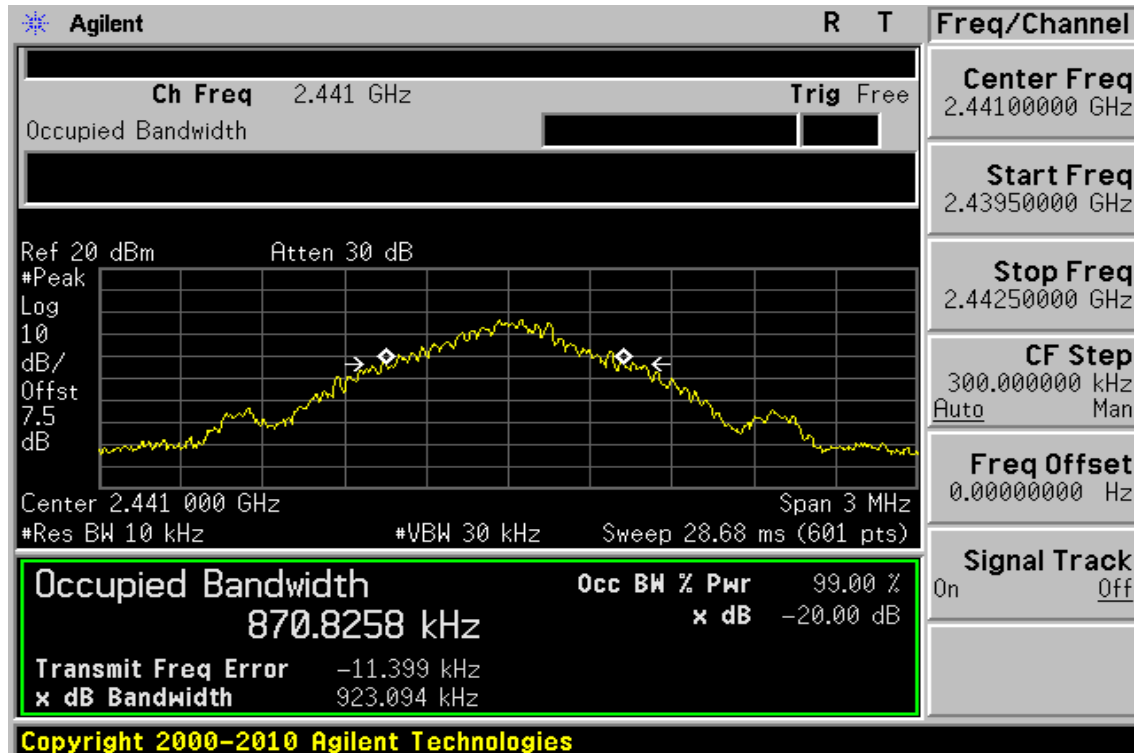 Agilent R T Freq/Channel
Ch Freq 2.441 GHz Trig Free
Occupied Bandwidth
Center Freq
2.44100000 GHz
Start Freq
2.43950000 GHz
Stop Freq
2.44250000 GHz
CF Step
300.000000 kHz
Auto Man
Freq Offset
0.00000000 Hz
Signal Track
On Off
Ref 20 dBm Atten 30 dB
#Peak
Log
10
dB/
Offst
7.5
dB
Center 2.441 000 GHz Span 3 MHz
#Res BW 10 kHz #VBW 30 kHz Sweep 28.68 ms (601 pts)
Occupied Bandwidth
870.8258 kHz
Occ BW % Pwr 99.00 %
x dB -20.00 dB
Transmit Freq Error -11.399 kHz
x dB Bandwidth 923.094 kHz
Copyright 2000-2010 Agilent Technologies